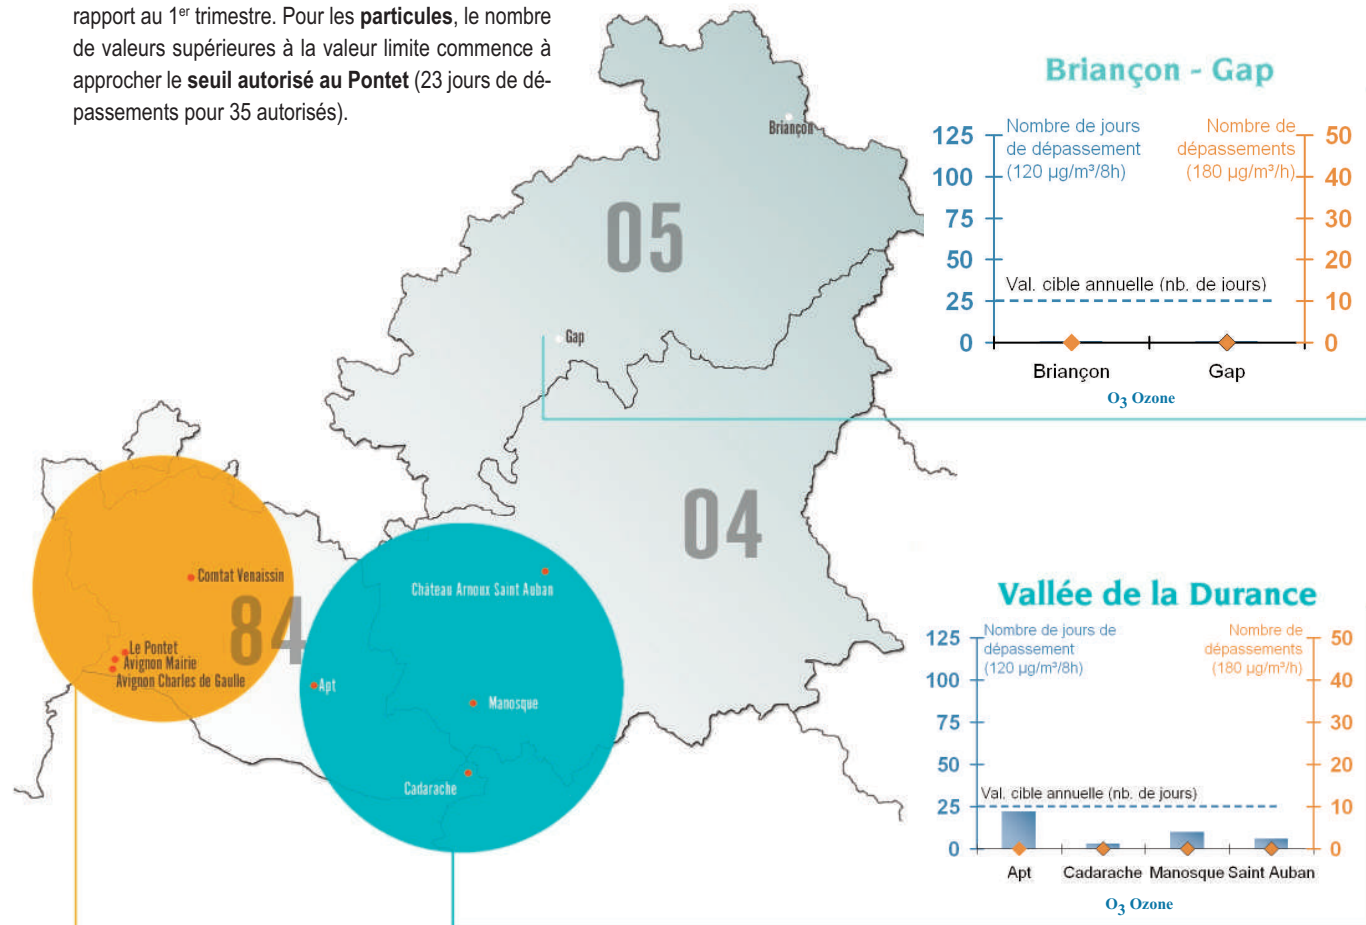 rapport au 1er trimestre. Pour les particules, le nombre
de valeurs supérieures à la valeur limite commence à
approcher le seuil autorisé au Pontet (23 jours de dé-
passements pour 35 autorisés).
Briançon
05
Gap
04
Comtat Venaissin
84
Le Pontet
Avignon Mairie
Avignon Charles de Gaulle
Château Arnoux Saint Auban
Apt
Manosque
Cadarache
Briançon - Gap
Nombre de jours
de dépassement
(120 µg/m³/8h)
Nombre de
dépassements
(180 µg/m³/h)
125
100
75
50
25
0
50
40
30
20
10
0
Val. cible annuelle (nb. de jours)
Briançon
Gap
O3 Ozone
Vallée de la Durance
Nombre de jours de
dépassement
(120 µg/m³/8h)
Nombre de
dépassements
(180 µg/m³/h)
125
100
75
50
25
0
50
40
30
20
10
0
Val. cible annuelle (nb. de jours)
Apt
Cadarache
Manosque
Saint Auban
O3 Ozone